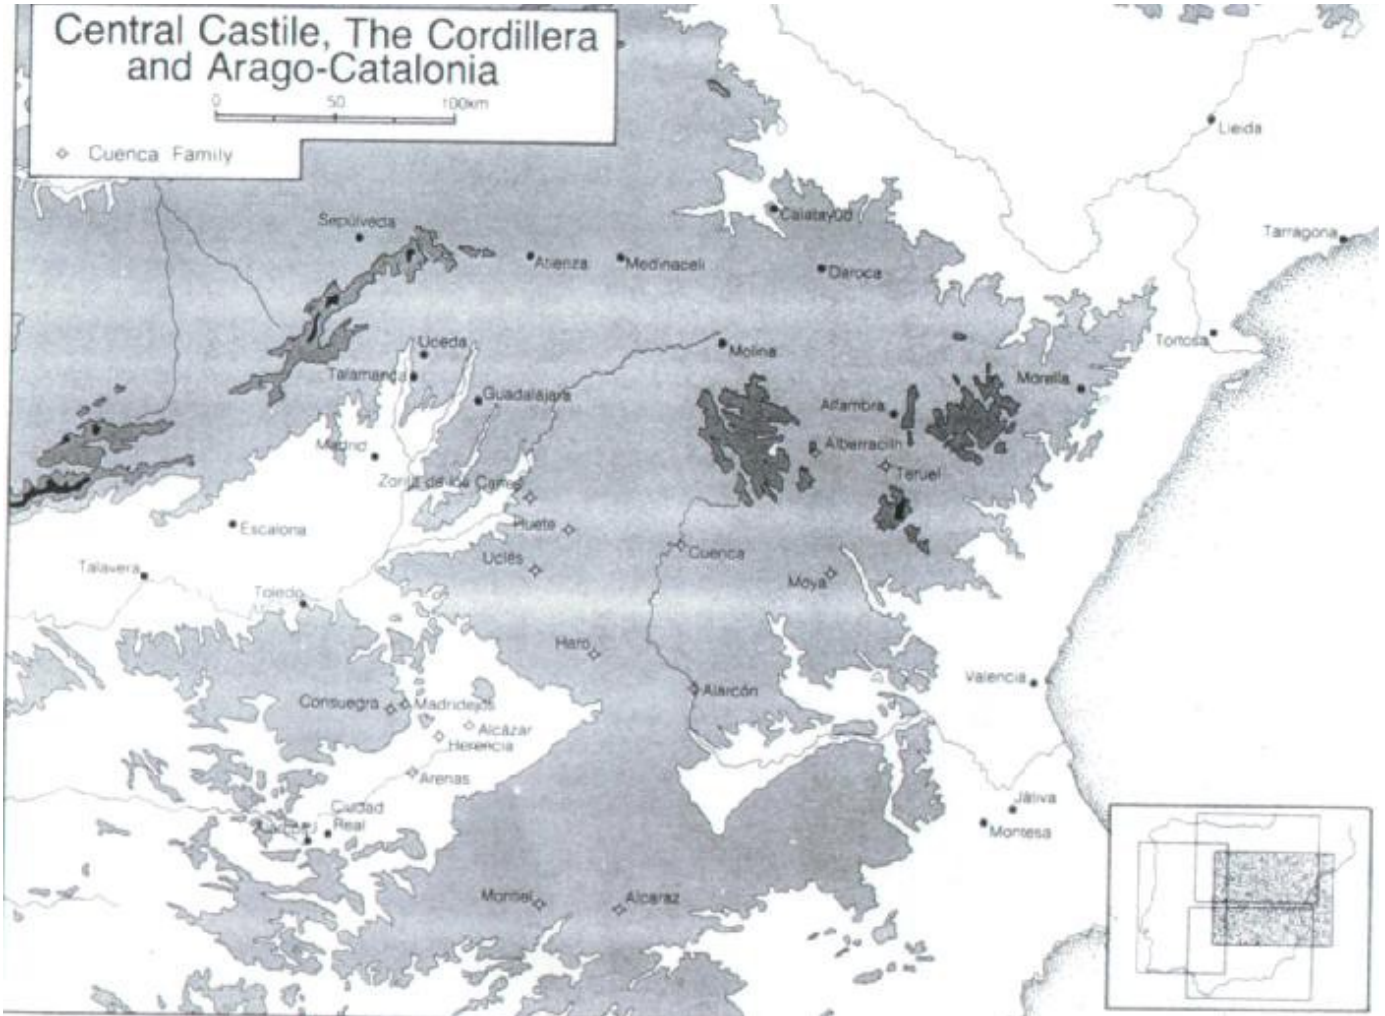 Central Castile, The Cordillera
and Arago-Catalonia
0 50 100km
Cuenca Family
Lleida
Sepúlveda
Calatayud
Tarragona
Atienza
Medinaceli
Daroca
Uceda
Molina
Tortosa
Talamanca
Morella
Guadalajara
Alfambra
Madrid
Albarracín
Teruel
Zorita de los Canes
Escalona
Huete
Cuenca
Uclés
Talavera
Moya
Toledo
Haro
Valencia
Alarcón
Consuegra
Madridejos
Alcázar
Herencia
Arenas
Játiva
Ciudad
Real
Montesa
Montiel
Alcaraz